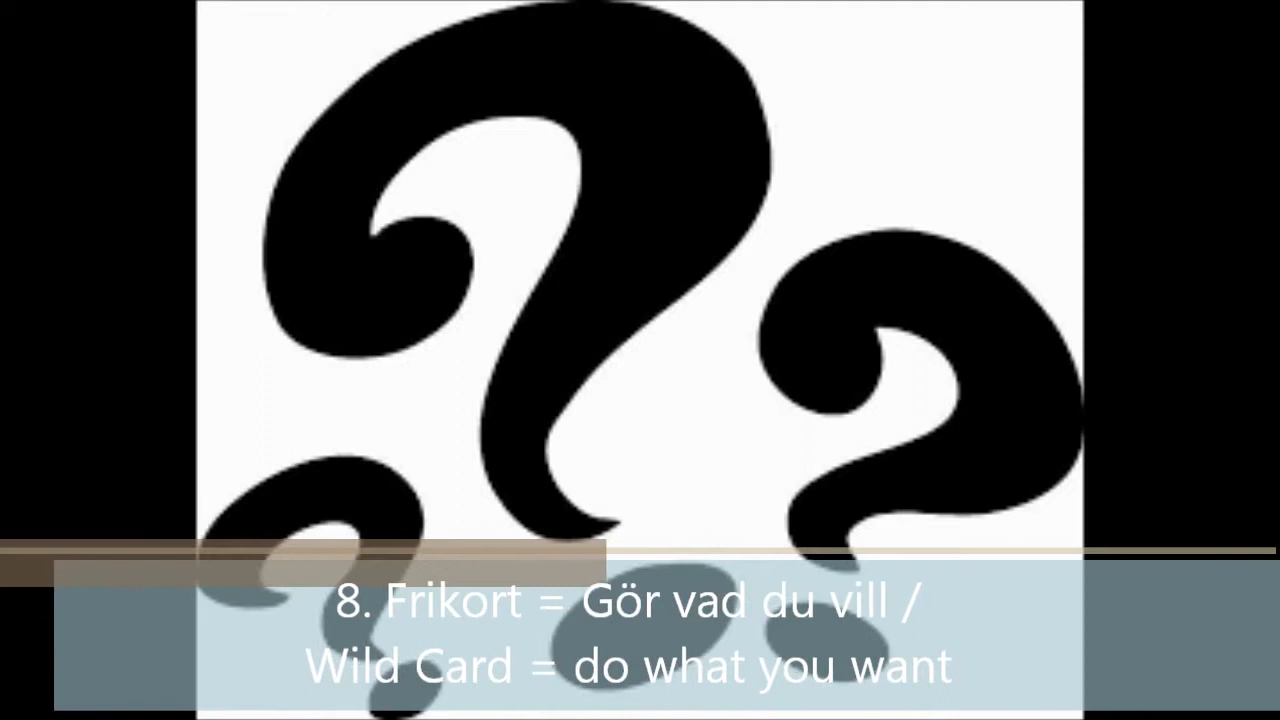 8. Frikort = Gör vad du vill /
Wild Card = do what you want